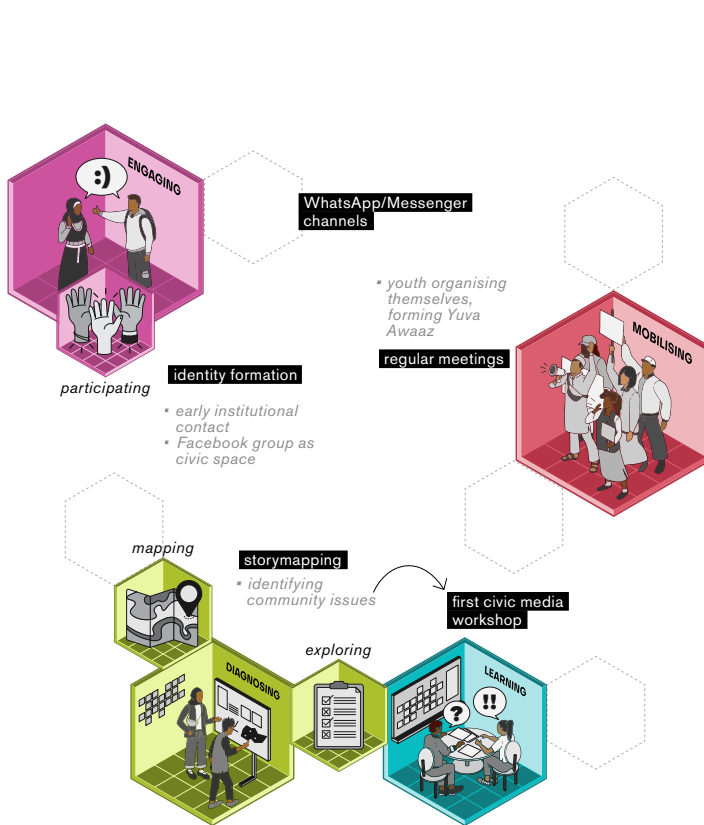 ENGAGING
:)
WhatsApp/Messenger
channels
▪ youth organising
themselves,
forming Yuva
Awaaz
regular meetings
MOBILISING
participating
identity formation
▪ early institutional
contact
▪ Facebook group as
civic space
mapping
storymapping
▪ identifying
community issues
first civic media
workshop
exploring
DIAGNOSING
LEARNING
?
!!